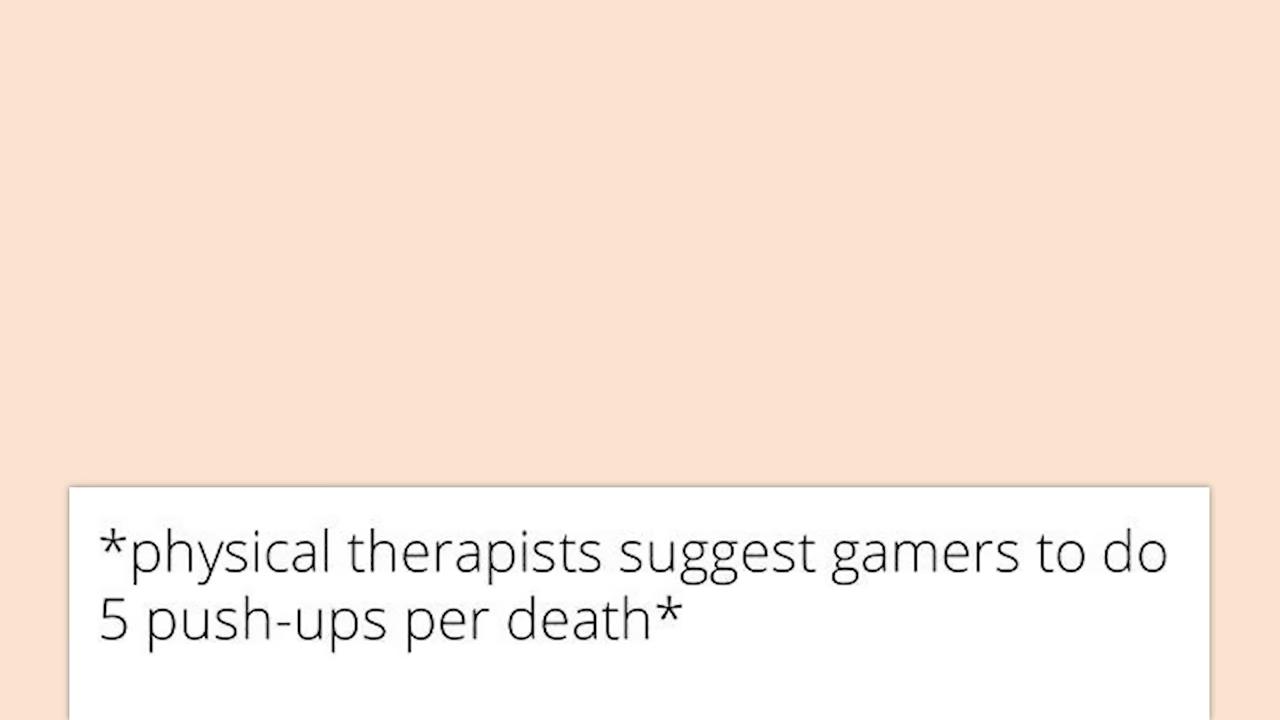 *physical therapists suggest gamers to do
5 push-ups per death*